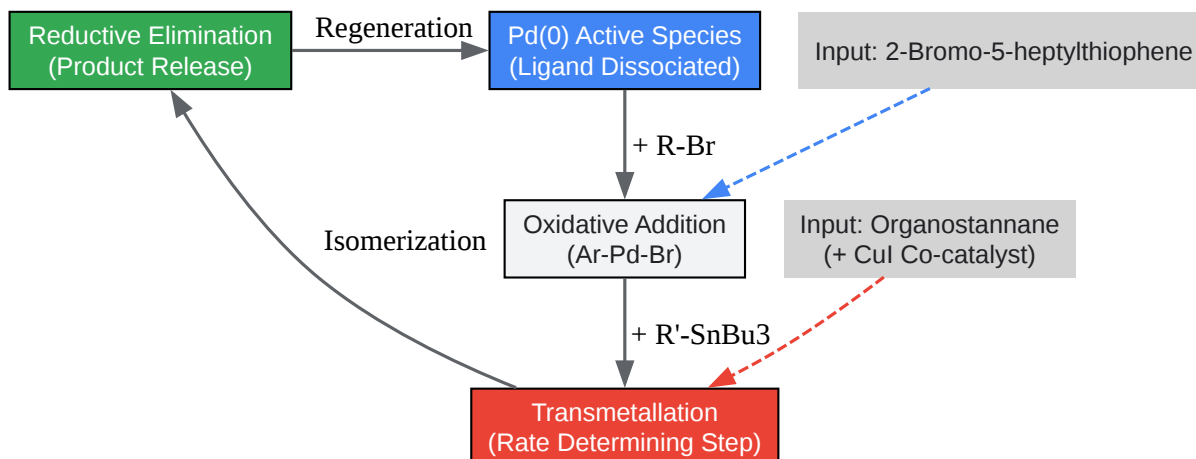 Reductive Elimination
(Product Release)
Regeneration
Pd(0) Active Species
(Ligand Dissociated)
Input: 2-Bromo-5-heptylthiophene
+ R-Br
Isomerization
Oxidative Addition
(Ar-Pd-Br)
Input: Organostannane
(+ CuI Co-catalyst)
+ R'-SnBu3
Transmetallation
(Rate Determining Step)